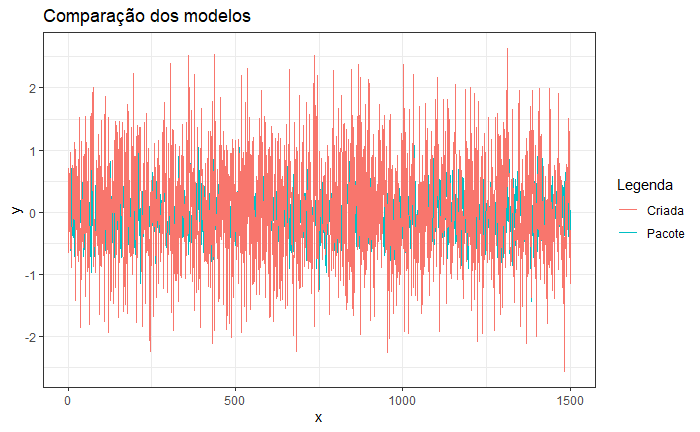 Comparação dos modelos
y
2
1
0
-1
-2
0 500 1000 1500
x
Legenda
Criada
Pacote